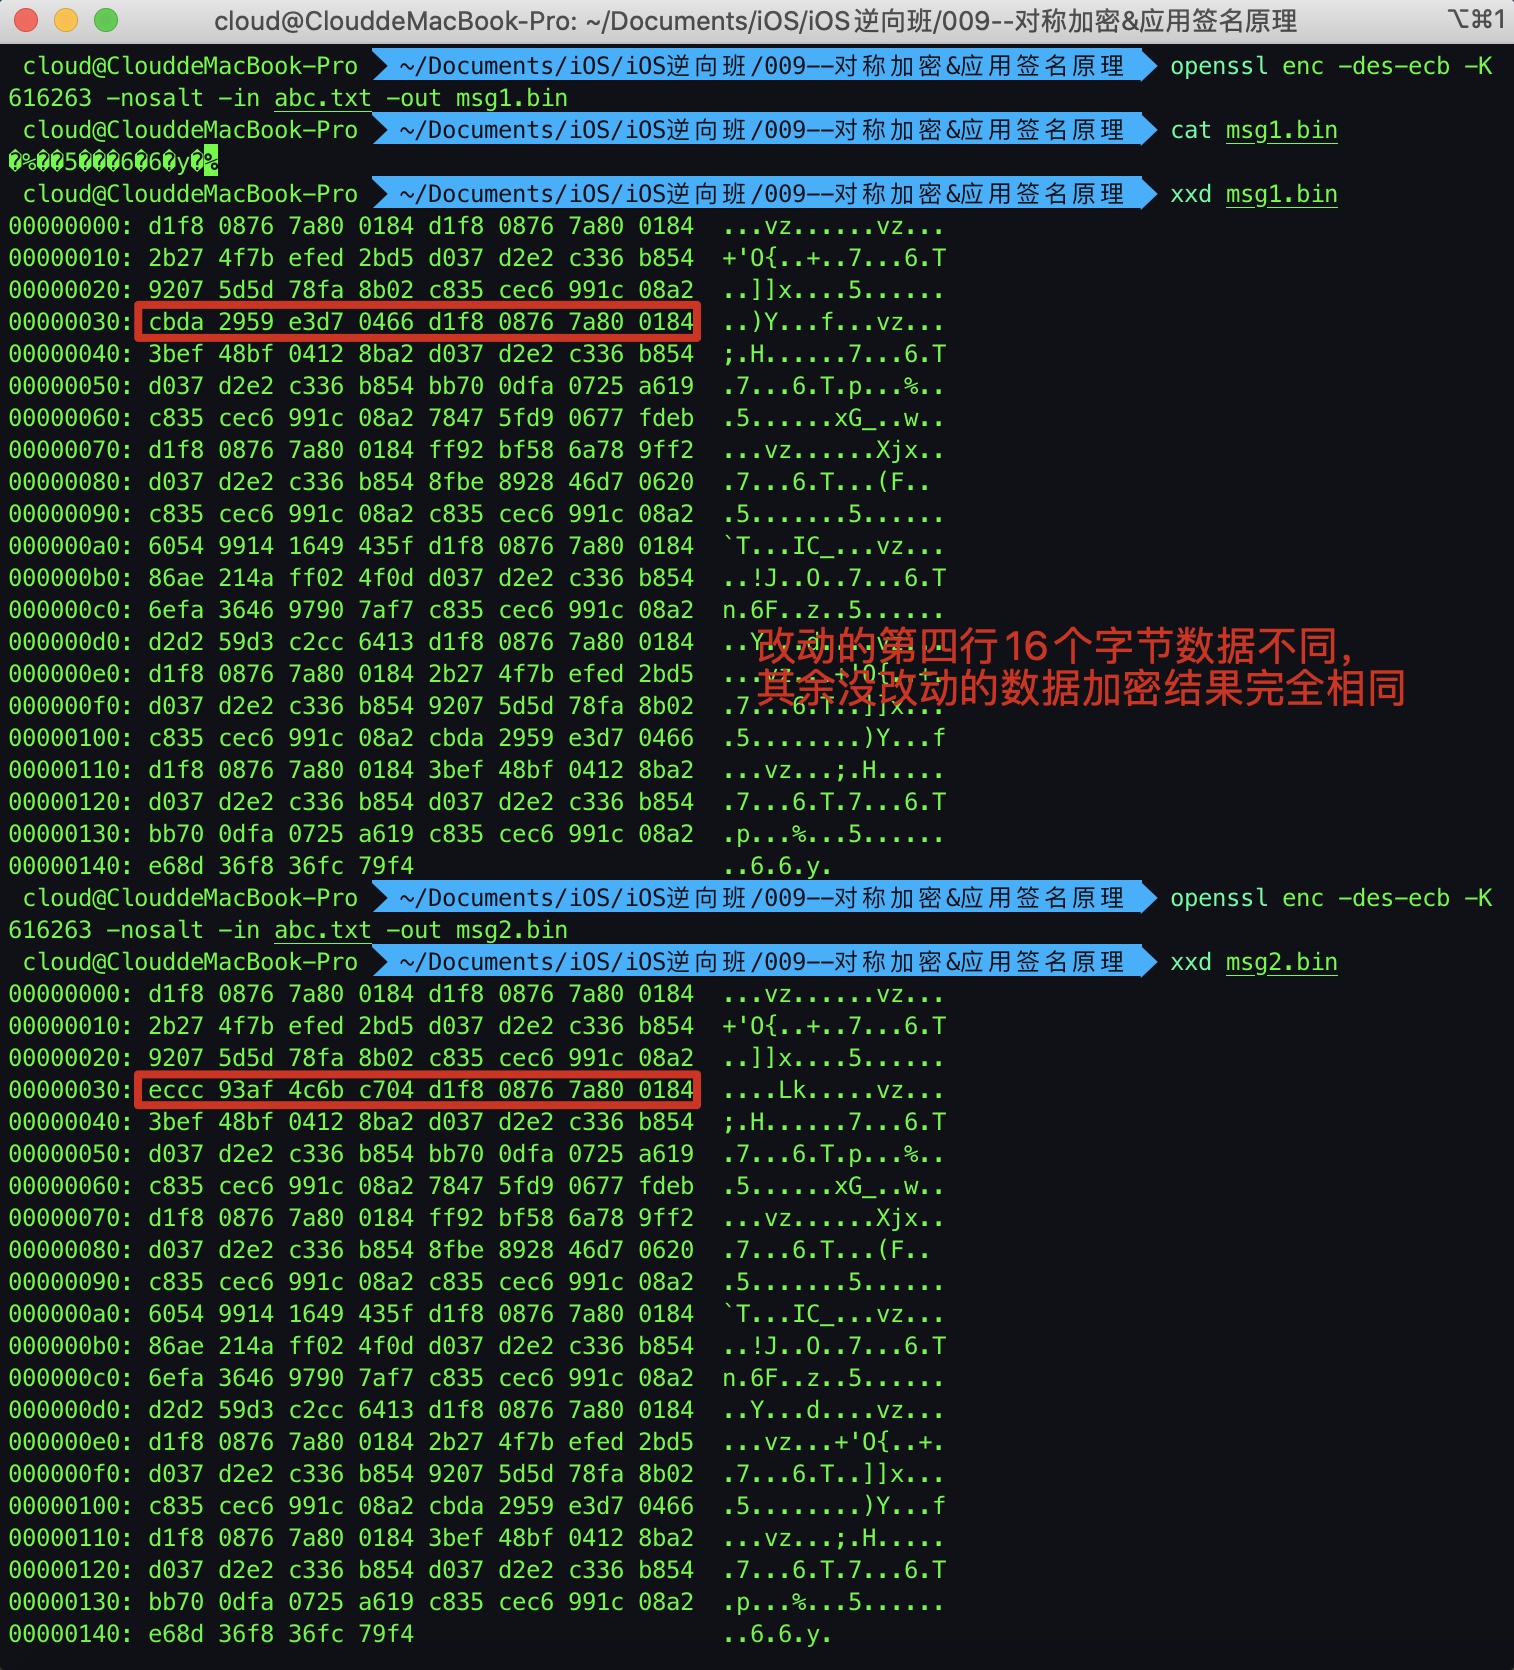 cloud@ClouddeMacBook-Pro: ~/Documents/iOS/iOS逆向班/009--对称加密&应用签名原理 ⌥⌘1
cloud@ClouddeMacBook-Pro ~/Documents/iOS/iOS逆向班/009--对称加密&应用签名原理 openssl enc -des-ecb -K
616263 -nosalt -in abc.txt -out msg1.bin
cloud@ClouddeMacBook-Pro ~/Documents/iOS/iOS逆向班/009--对称加密&应用签名原理 cat msg1.bin
�%��5���6�6�y�%
cloud@ClouddeMacBook-Pro ~/Documents/iOS/iOS逆向班/009--对称加密&应用签名原理 xxd msg1.bin
00000000: d1f8 0876 7a80 0184 d1f8 0876 7a80 0184 ...vz......vz...
00000010: 2b27 4f7b efed 2bd5 d037 d2e2 c336 b854 +'O{..+..7...6.T
00000020: 9207 5d5d 78fa 8b02 c835 cec6 991c 08a2 ..]]x....5......
00000030: cbda 2959 e3d7 0466 d1f8 0876 7a80 0184 ..)Y...f...vz...
00000040: 3bef 48bf 0412 8ba2 d037 d2e2 c336 b854 ;.H......7...6.T
00000050: d037 d2e2 c336 b854 bb70 0dfa 0725 a619 .7...6.T.p...%..
00000060: c835 cec6 991c 08a2 7847 5fd9 0677 fdeb .5......xG_..w..
00000070: d1f8 0876 7a80 0184 ff92 bf58 6a78 9ff2 ...vz......Xjx..
00000080: d037 d2e2 c336 b854 8fbe 8928 46d7 0620 .7...6.T...(F..
00000090: c835 cec6 991c 08a2 c835 cec6 991c 08a2 .5.......5......
000000a0: 6054 9914 1649 435f d1f8 0876 7a80 0184 `T...IC_...vz...
000000b0: 86ae 214a ff02 4f0d d037 d2e2 c336 b854 ..!J..O..7...6.T
000000c0: 6efa 3646 9790 7af7 c835 cec6 991c 08a2 n.6F..z..5......
000000d0: d2d2 59d3 c2cc 6413 d1f8 0876 7a80 0184 ..Y...d....vz...
改动的第四行16个字节数据不同,
000000e0: d1f8 0876 7a80 0184 2b27 4f7b efed 2bd5 ...vz...+'O{..+.
其余没改动的数据加密结果完全相同
000000f0: d037 d2e2 c336 b854 9207 5d5d 78fa 8b02 .7...6.T..]]x...
00000100: c835 cec6 991c 08a2 cbda 2959 e3d7 0466 .5........)Y...f
00000110: d1f8 0876 7a80 0184 3bef 48bf 0412 8ba2 ...vz...;.H.....
00000120: d037 d2e2 c336 b854 d037 d2e2 c336 b854 .7...6.T.7...6.T
00000130: bb70 0dfa 0725 a619 c835 cec6 991c 08a2 .p...%...5......
00000140: e68d 36f8 36fc 79f4 ..6.6.y.
cloud@ClouddeMacBook-Pro ~/Documents/iOS/iOS逆向班/009--对称加密&应用签名原理 openssl enc -des-ecb -K
616263 -nosalt -in abc.txt -out msg2.bin
cloud@ClouddeMacBook-Pro ~/Documents/iOS/iOS逆向班/009--对称加密&应用签名原理 xxd msg2.bin
00000000: d1f8 0876 7a80 0184 d1f8 0876 7a80 0184 ...vz......vz...
00000010: 2b27 4f7b efed 2bd5 d037 d2e2 c336 b854 +'O{..+..7...6.T
00000020: 9207 5d5d 78fa 8b02 c835 cec6 991c 08a2 ..]]x....5......
00000030: eccc 93af 4c6b c704 d1f8 0876 7a80 0184 ....Lk.....vz...
00000040: 3bef 48bf 0412 8ba2 d037 d2e2 c336 b854 ;.H......7...6.T
00000050: d037 d2e2 c336 b854 bb70 0dfa 0725 a619 .7...6.T.p...%..
00000060: c835 cec6 991c 08a2 7847 5fd9 0677 fdeb .5......xG_..w..
00000070: d1f8 0876 7a80 0184 ff92 bf58 6a78 9ff2 ...vz......Xjx..
00000080: d037 d2e2 c336 b854 8fbe 8928 46d7 0620 .7...6.T...(F..
00000090: c835 cec6 991c 08a2 c835 cec6 991c 08a2 .5.......5......
000000a0: 6054 9914 1649 435f d1f8 0876 7a80 0184 `T...IC_...vz...
000000b0: 86ae 214a ff02 4f0d d037 d2e2 c336 b854 ..!J..O..7...6.T
000000c0: 6efa 3646 9790 7af7 c835 cec6 991c 08a2 n.6F..z..5......
000000d0: d2d2 59d3 c2cc 6413 d1f8 0876 7a80 0184 ..Y...d....vz...
000000e0: d1f8 0876 7a80 0184 2b27 4f7b efed 2bd5 ...vz...+'O{..+.
000000f0: d037 d2e2 c336 b854 9207 5d5d 78fa 8b02 .7...6.T..]]x...
00000100: c835 cec6 991c 08a2 cbda 2959 e3d7 0466 .5........)Y...f
00000110: d1f8 0876 7a80 0184 3bef 48bf 0412 8ba2 ...vz...;.H.....
00000120: d037 d2e2 c336 b854 d037 d2e2 c336 b854 .7...6.T.7...6.T
00000130: bb70 0dfa 0725 a619 c835 cec6 991c 08a2 .p...%...5......
00000140: e68d 36f8 36fc 79f4 ..6.6.y.